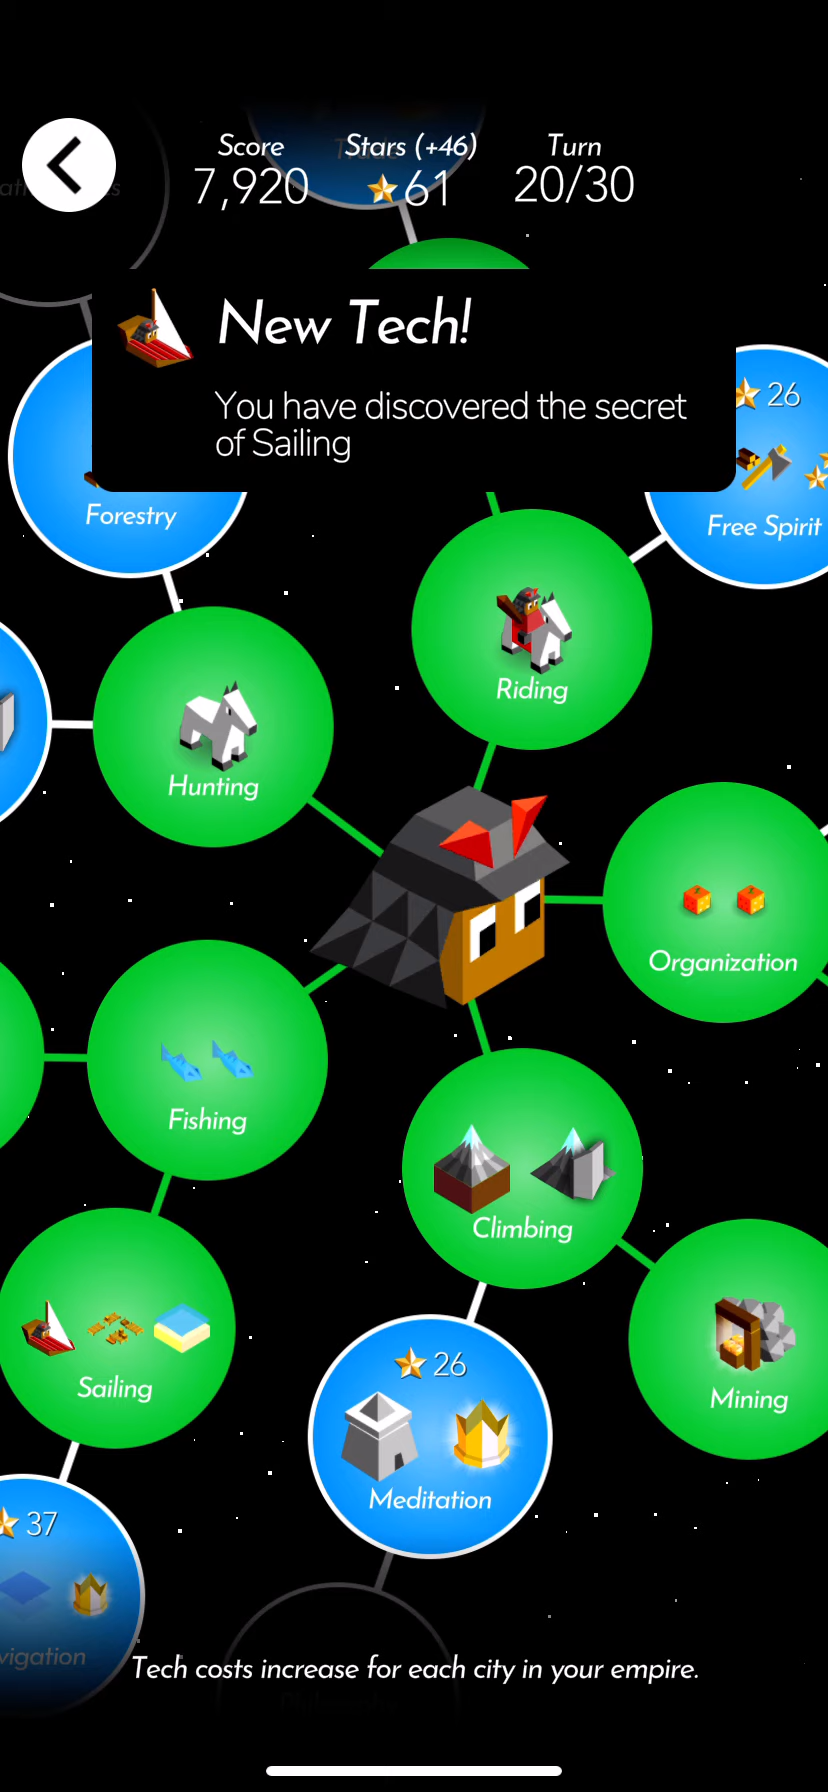 Score
Stars (+46)
Turn
7,920
61
20/30
New Tech!
You have discovered the secret
of Sailing
26
Forestry
Free Spirit
Riding
Hunting
Organization
Fishing
Climbing
Sailing
26
Mining
Meditation
37
vigation
Tech costs increase for each city in your empire.